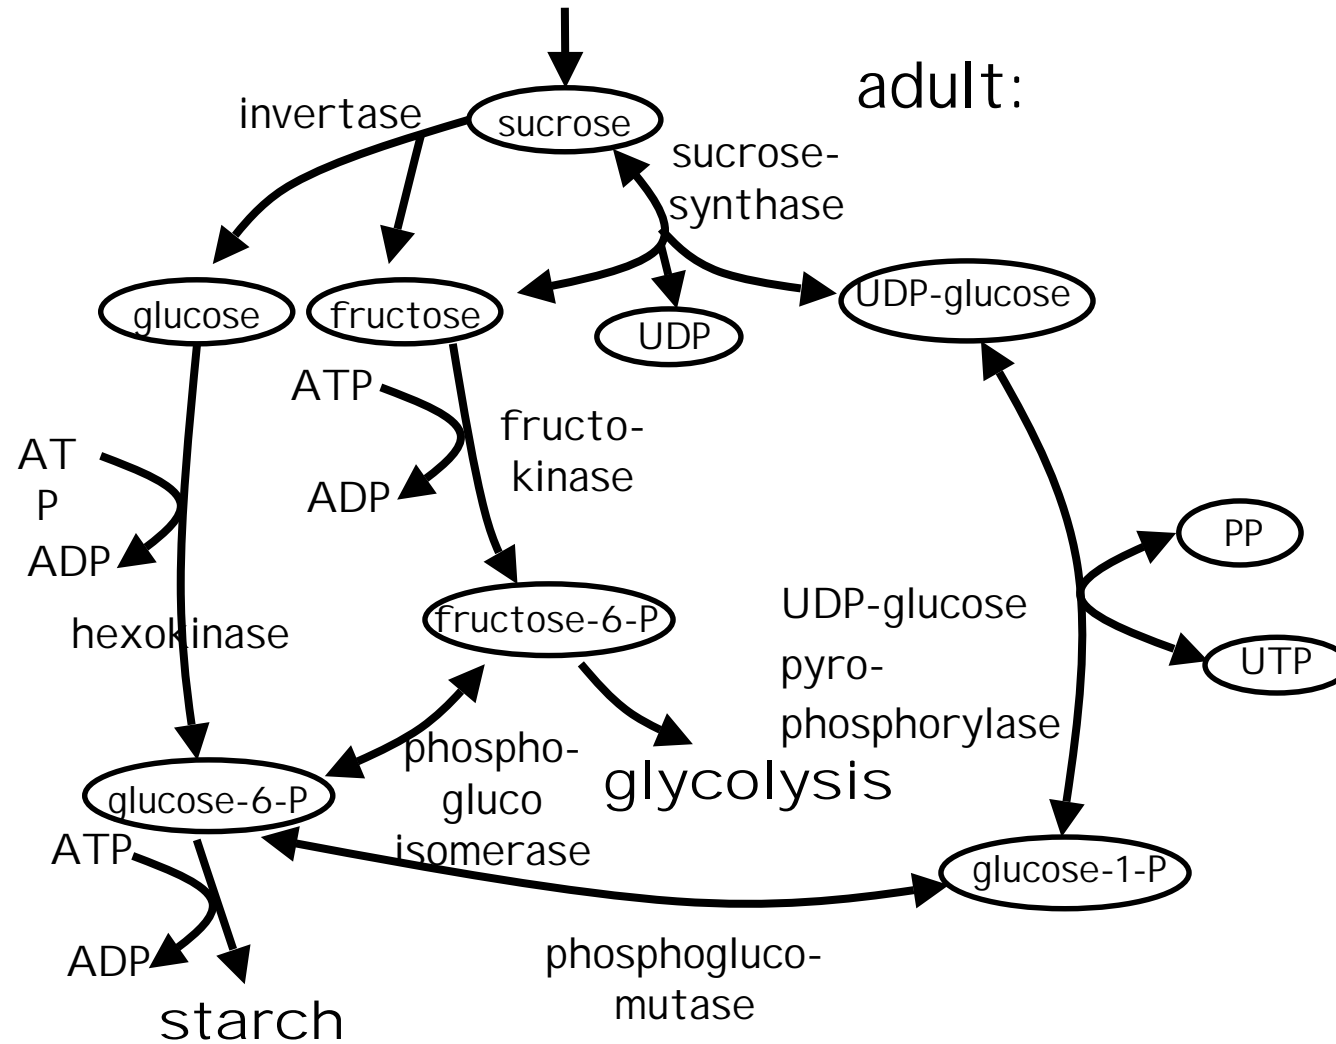 adult:
invertase
sucrose
sucrose-
synthase
glucose
fructose
UDP
UDP-glucose
ATP
ADP
fructo-
kinase
AT
P
ADP
hexokinase
fructose-6-P
PP
UTP
UDP-glucose
pyro-
phosphorylase
phospho-
gluco
isomerase
glycolysis
glucose-6-P
ATP
ADP
starch
glucose-1-P
phosphogluco-
mutase